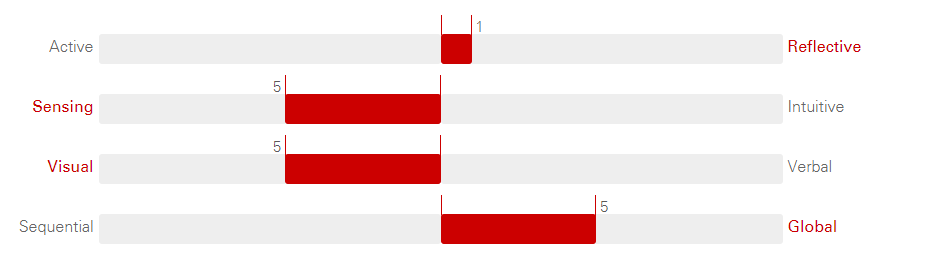 1
Active Reflective
5
Sensing Intuitive
5
Visual Verbal
5
Sequential Global